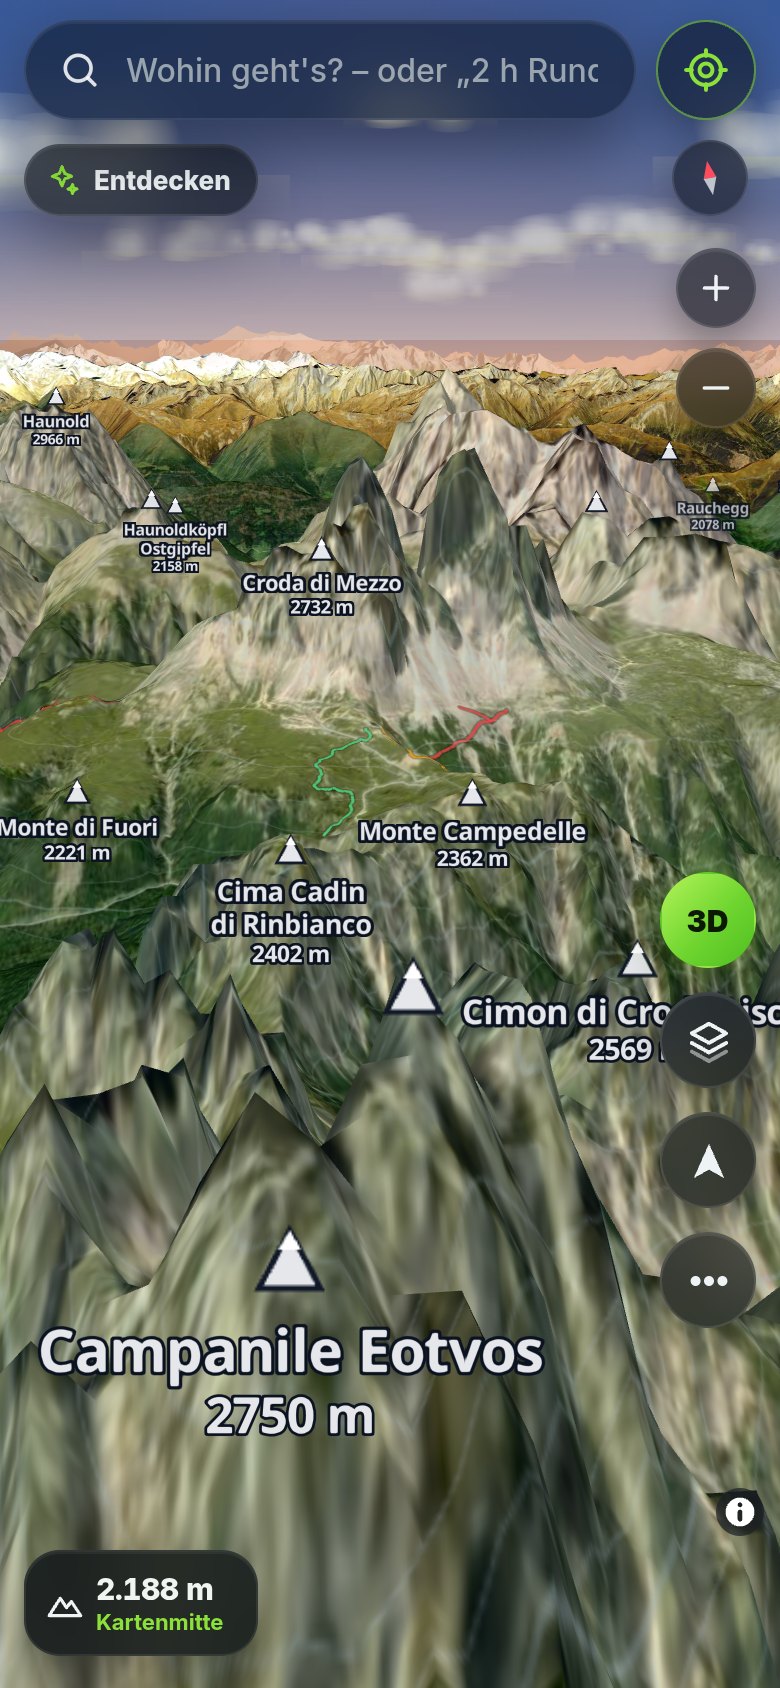 Wohin geht's? – oder „2 h Rund
Entdecken
Haunold
2966 m
Haunoldköpfl
Ostgipfel
2158 m
Rauchegg
2078 m
Croda di Mezzo
2732 m
Monte di Fuori
2221 m
Monte Campedelle
2362 m
Cima Cadin
di Rinbianco
2402 m
3D
Cimon di Cro
2569
Campanile Eotvos
2750 m
2.188 m
Kartenmitte